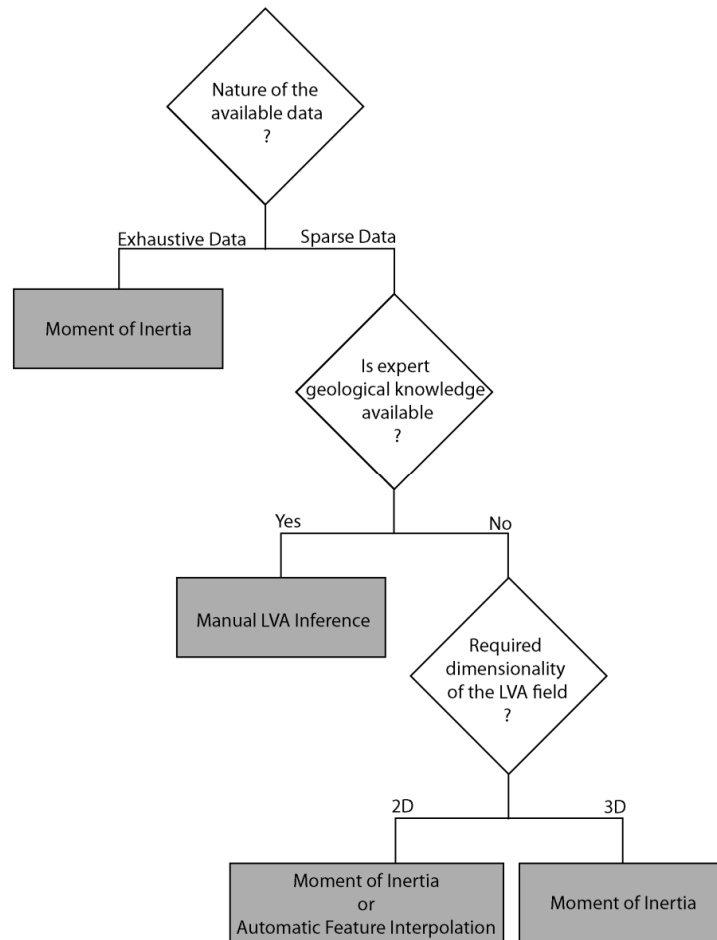 Nature of the
available data
?
Exhaustive Data
Sparse Data
Moment of Inertia
Is expert
geological knowledge
available
?
Yes
No
Manual LVA Inference
Required
dimensionality
of the LVA field
?
2D
3D
Moment of Inertia
or
Automatic Feature Interpolation
Moment of Inertia